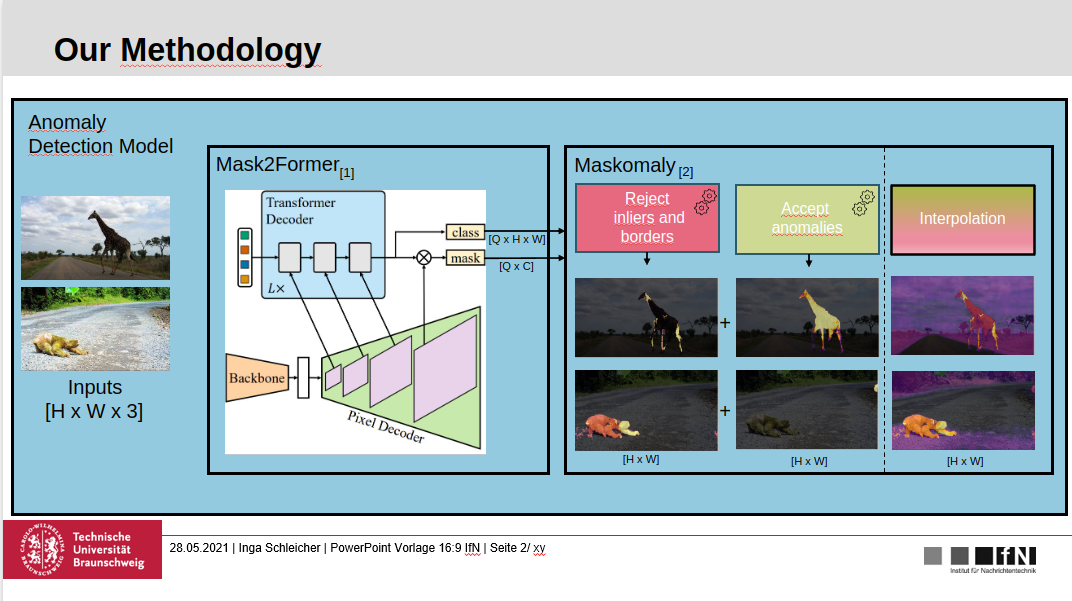 Our Methodology
Anomaly
Detection Model
Inputs
[H x W x 3]
Mask2Former[1]
Transformer
Decoder
L×
class
mask
Backbone
Pixel Decoder
[Q x H x W]
[Q x C]
Maskomaly [2]
Reject
inliers and
borders
Accept
anomalies
Interpolation
+
+
[H x W]
[H x W]
[H x W]
CAROLO-WILHELMINA
BRAUNSCHWEIG
Technische
Universität
Braunschweig
28.05.2021 | Inga Schleicher | PowerPoint Vorlage 16:9 IfN | Seite 2/ xy
IfN
Institut für Nachrichtentechnik